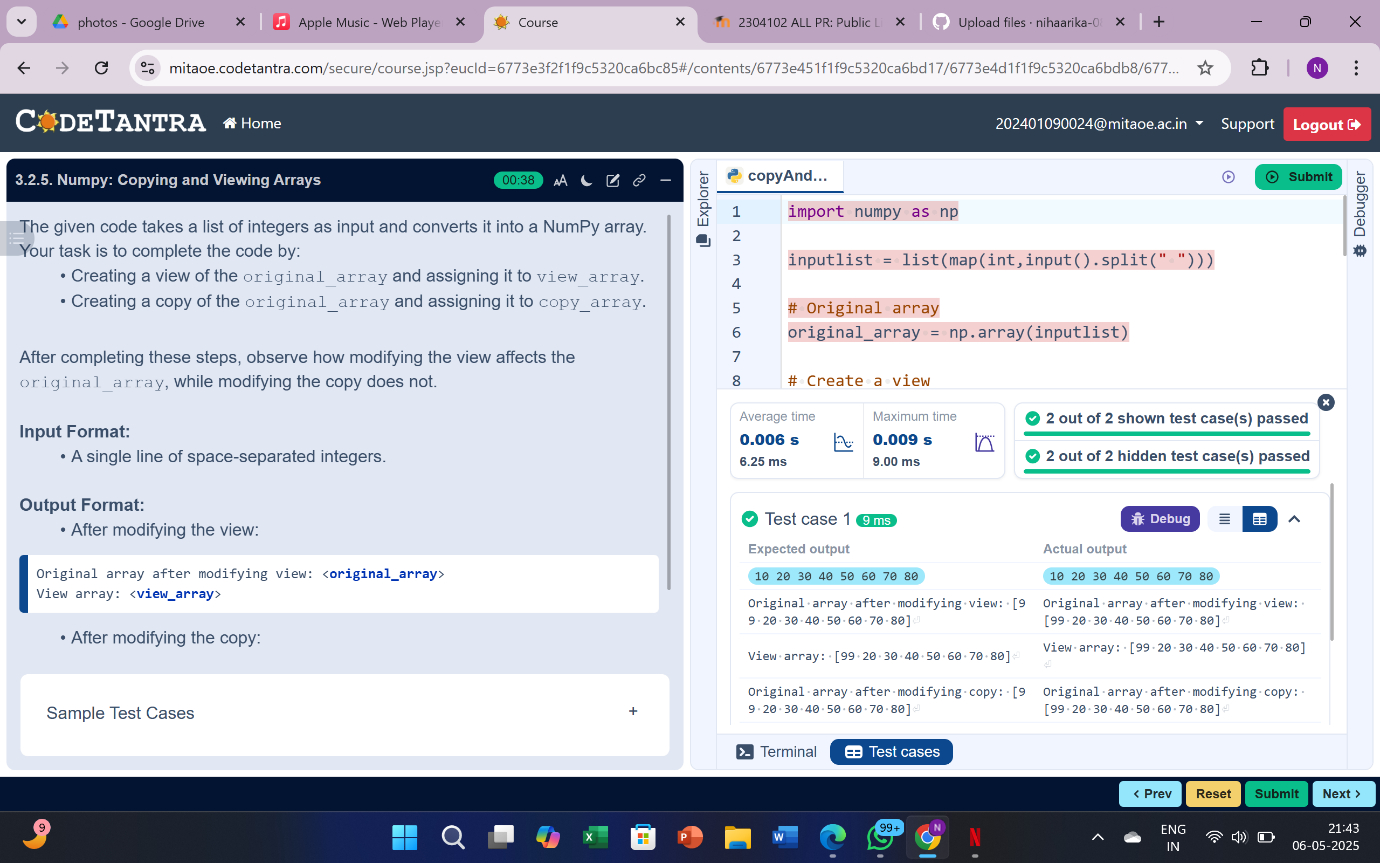 photos - Google Drive
Apple Music - Web Playe
Course
2304102 ALL PR: Public L
Upload files · nihaarika-0
mitaoe.codetantra.com/secure/course.jsp?eucId=6773e3f2f1f9c5320ca6bc85#/contents/6773e451f1f9c5320ca6bd17/6773e4d1f1f9c5320ca6bdb8/677...
N
CODETANTRA
Home
202401090024@mitaoe.ac.in
Support
Logout
3.2.5. Numpy: Copying and Viewing Arrays
00:38
AA
The given code takes a list of integers as input and converts it into a NumPy array.
Your task is to complete the code by:
• Creating a view of the original_array and assigning it to view_array.
• Creating a copy of the original_array and assigning it to copy_array.
After completing these steps, observe how modifying the view affects the
original_array, while modifying the copy does not.
Input Format:
• A single line of space-separated integers.
Output Format:
• After modifying the view:
Original array after modifying view: <original_array>
View array: <view_array>
• After modifying the copy:
Sample Test Cases
+
Explorer
copyAnd...
Submit
Debugger
1 import numpy as np
2
3 inputlist = list(map(int,input().split(" ")))
4
5 # Original array
6 original_array = np.array(inputlist)
7
8 # Create a view
Average time
0.006 s
6.25 ms
Maximum time
0.009 s
9.00 ms
2 out of 2 shown test case(s) passed
2 out of 2 hidden test case(s) passed
Test case 1
9 ms
Debug
Expected output
Actual output
10 20 30 40 50 60 70 80
10 20 30 40 50 60 70 80
Original·array·after·modifying·view:·[9
9·20·30·40·50·60·70·80]
Original·array·after·modifying·view:·
[99·20·30·40·50·60·70·80]
View·array:·[99·20·30·40·50·60·70·80]
View·array:·[99·20·30·40·50·60·70·80]
Original·array·after·modifying·copy:·[9
9·20·30·40·50·60·70·80]
Original·array·after·modifying·copy:·
[99·20·30·40·50·60·70·80]
Terminal
Test cases
< Prev
Reset
Submit
Next >
9
99+
N
ENG
IN
21:43
06-05-2025